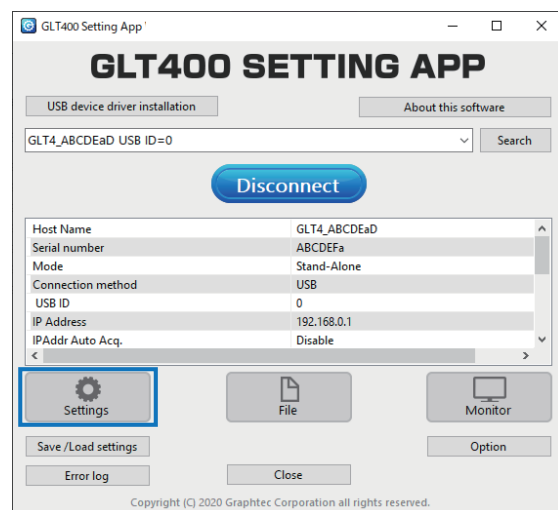 GLT400 Setting App
GLT400 SETTING APP
USB device driver installation
About this software
GLT4_ABCDEaD USB ID=0
Search
Disconnect
Host Name GLT4_ABCDEaD
Serial number ABCDEFa
Mode Stand-Alone
Connection method USB
USB ID 0
IP Address 192.168.0.1
IPAddr Auto Acq. Disable
Settings
File
Monitor
Save /Load settings
Option
Error log
Close
Copyright (C) 2020 Graphtec Corporation all rights reserved.